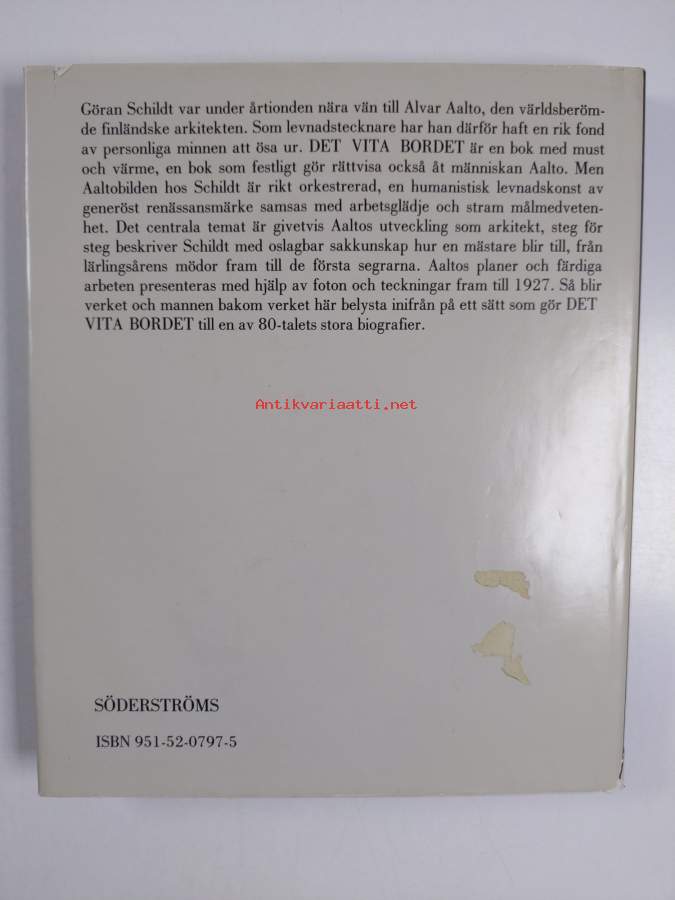 Göran Schildt var under årtionden nära vän till Alvar Aalto, den världsberöm-
de finländske arkitekten. Som levnadstecknare har han därför haft en rik fond
av personliga minnen att ösa ur. DET VITA BORDET är en bok med must
och värme, en bok som festligt gör rättvisa också åt människan Aalto. Men
Aaltobilden hos Schildt är rikt orkestrerad, en humanistisk levnadskonst av
generöst renässansmärke samsas med arbetsglädje och stram målmedveten-
het. Det centrala temat är givetvis Aaltos utveckling som arkitekt, steg för
steg beskriver Schildt med oslagbar sakkunskap hur en mästare blir till, från
lärlingsårens mödor fram till de första segrarna. Aaltos planer och färdiga
arbeten presenteras med hjälp av foton och teckningar fram till 1927. Så blir
verket och mannen bakom verket här belysta inifrån på ett sätt som gör DET
VITA BORDET till en av 80-talets stora biografier.
Antikvariaatti.net
SÖDERSTRÖMS
ISBN 951-52-0797-5